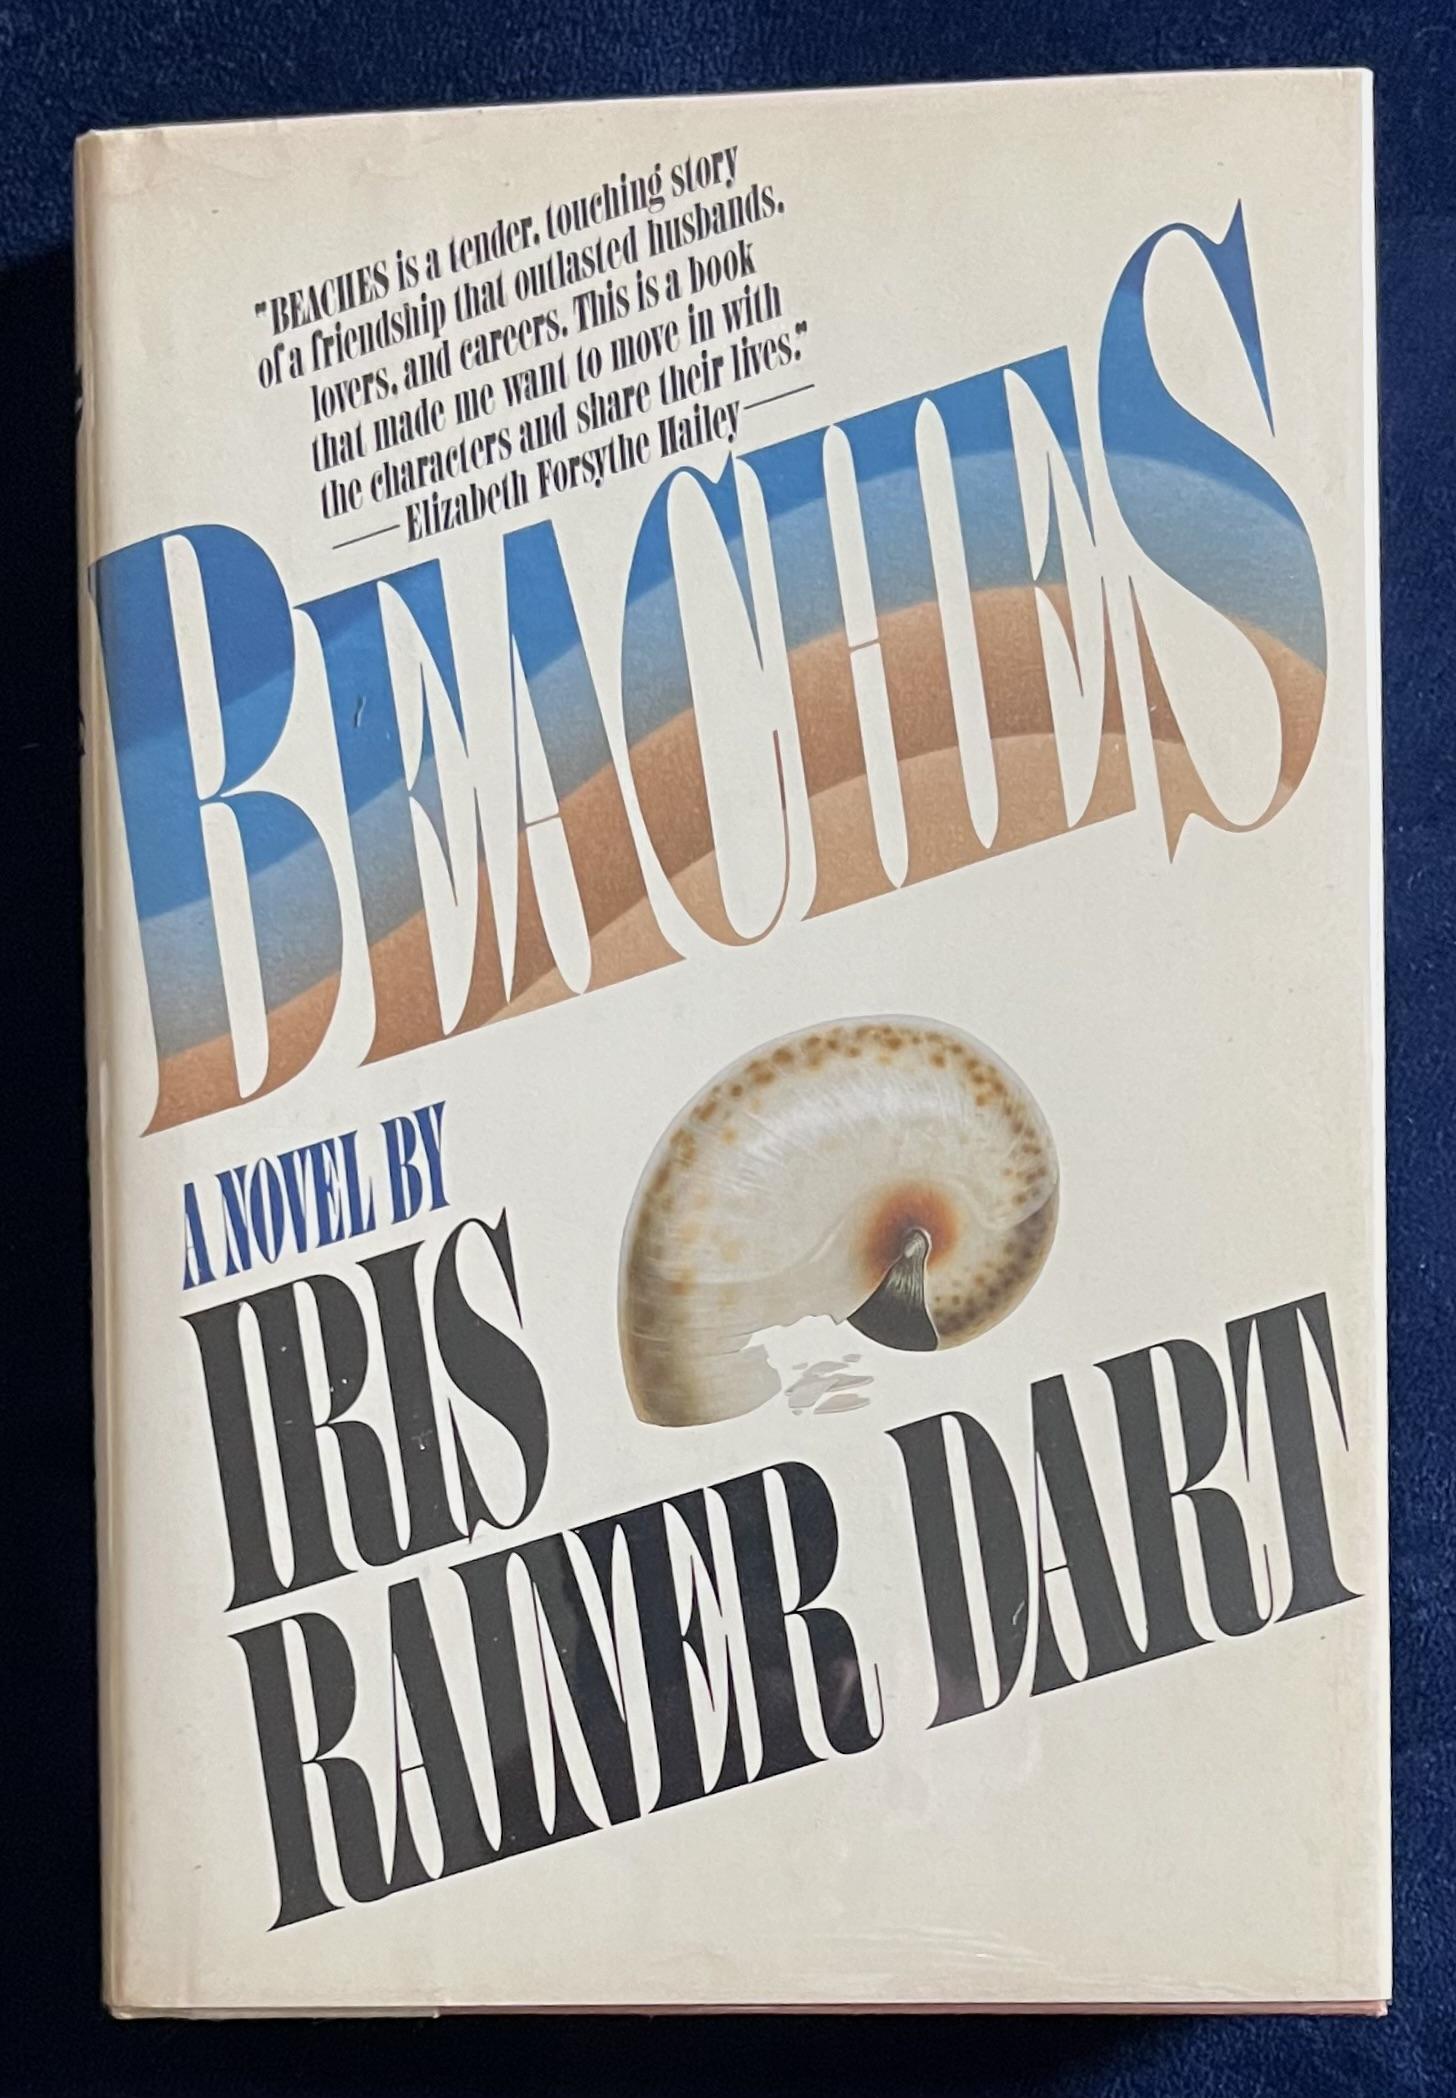 "BEACHES is a tender, touching story
of a friendship that outlasted husbands,
lovers, and careers. This is a book
that made me want to move in with
the characters and share their lives."
—Elizabeth Forsythe Hailey—
BEACHES
A NOVEL BY
IRIS
RAINER DART